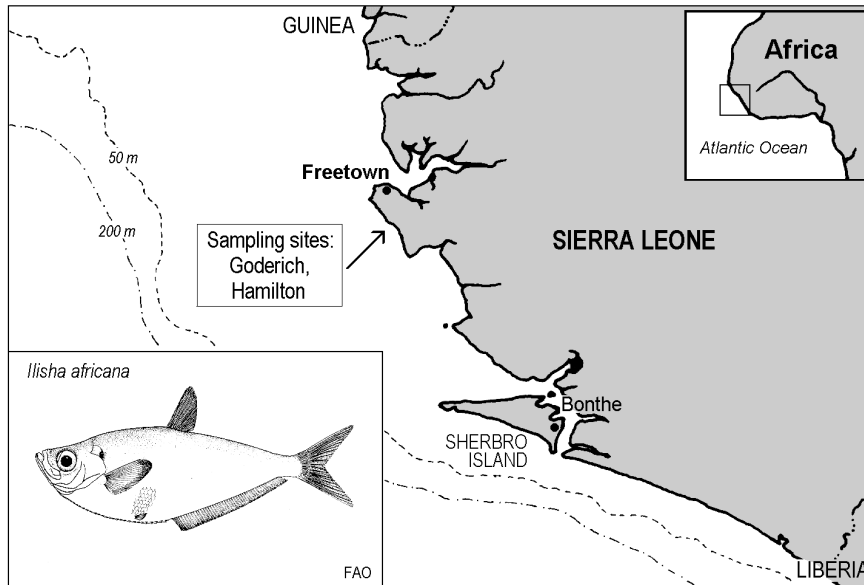 GUINEA
Africa
Atlantic Ocean
50 m
Freetown
200 m
Sampling sites:
Goderich,
Hamilton
SIERRA LEONE
Ilisha africana
Bonthe
SHERBRO
ISLAND
FAO
LIBERIA